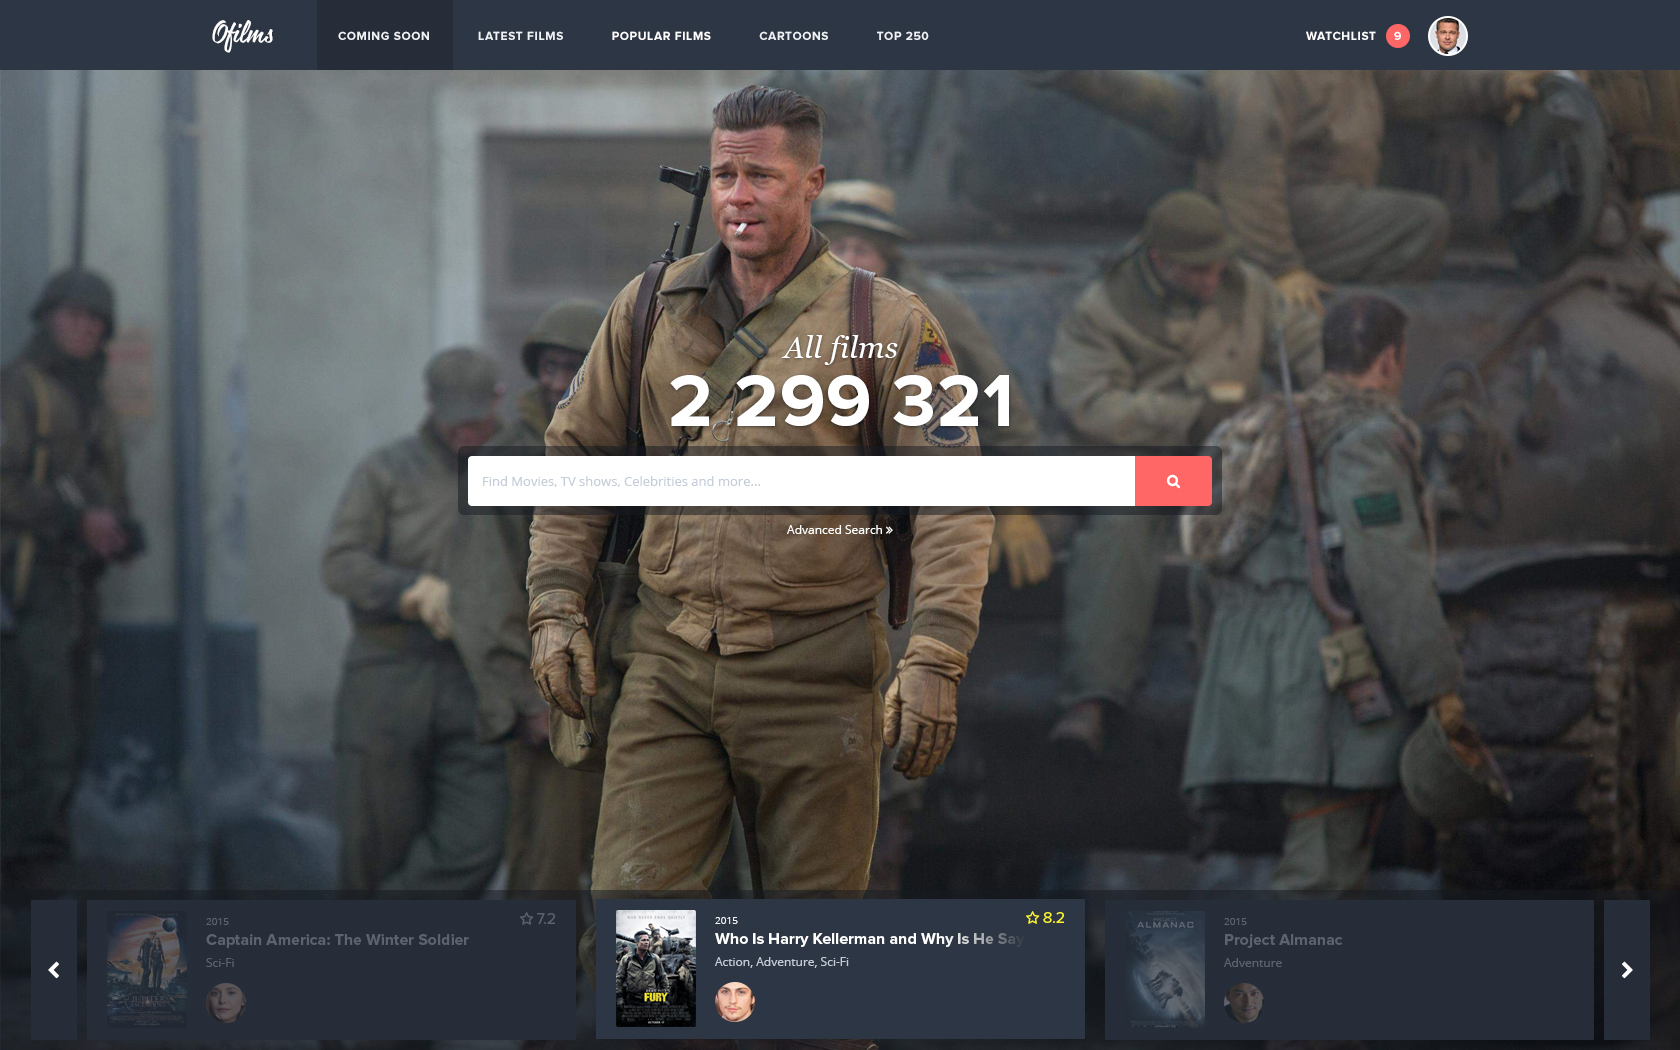 Ofilms
COMING SOON
LATEST FILMS
POPULAR FILMS
CARTOONS
TOP 250
WATCHLIST 9
All films
2 299 321
Find Movies, TV shows, Celebrities and more...
Advanced Search »
2015
7.2
Captain America: The Winter Soldier
Sci-Fi
2015
8.2
Who Is Harry Kellerman and Why Is He Say
Action, Adventure, Sci-Fi
FURY
2015
Project Almanac
Adventure
ALMANAC